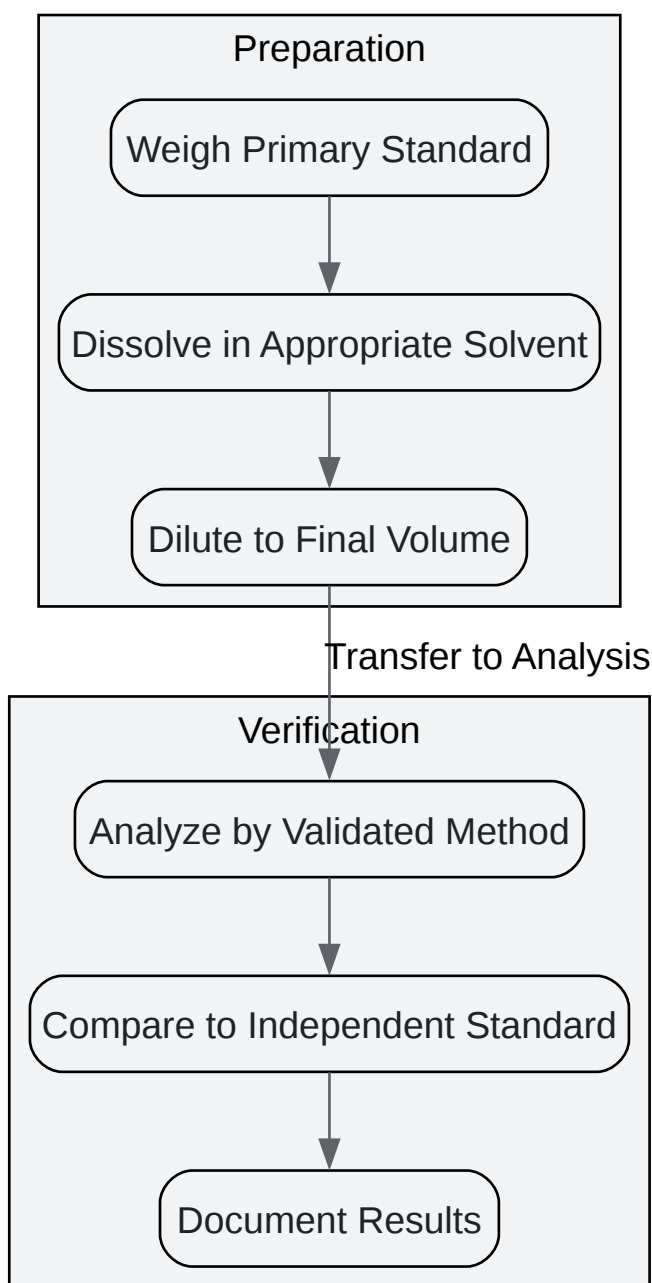 Preparation
Weigh Primary Standard
Dissolve in Appropriate Solvent
Dilute to Final Volume
Transfer to Analysis
Verification
Analyze by Validated Method
Compare to Independent Standard
Document Results